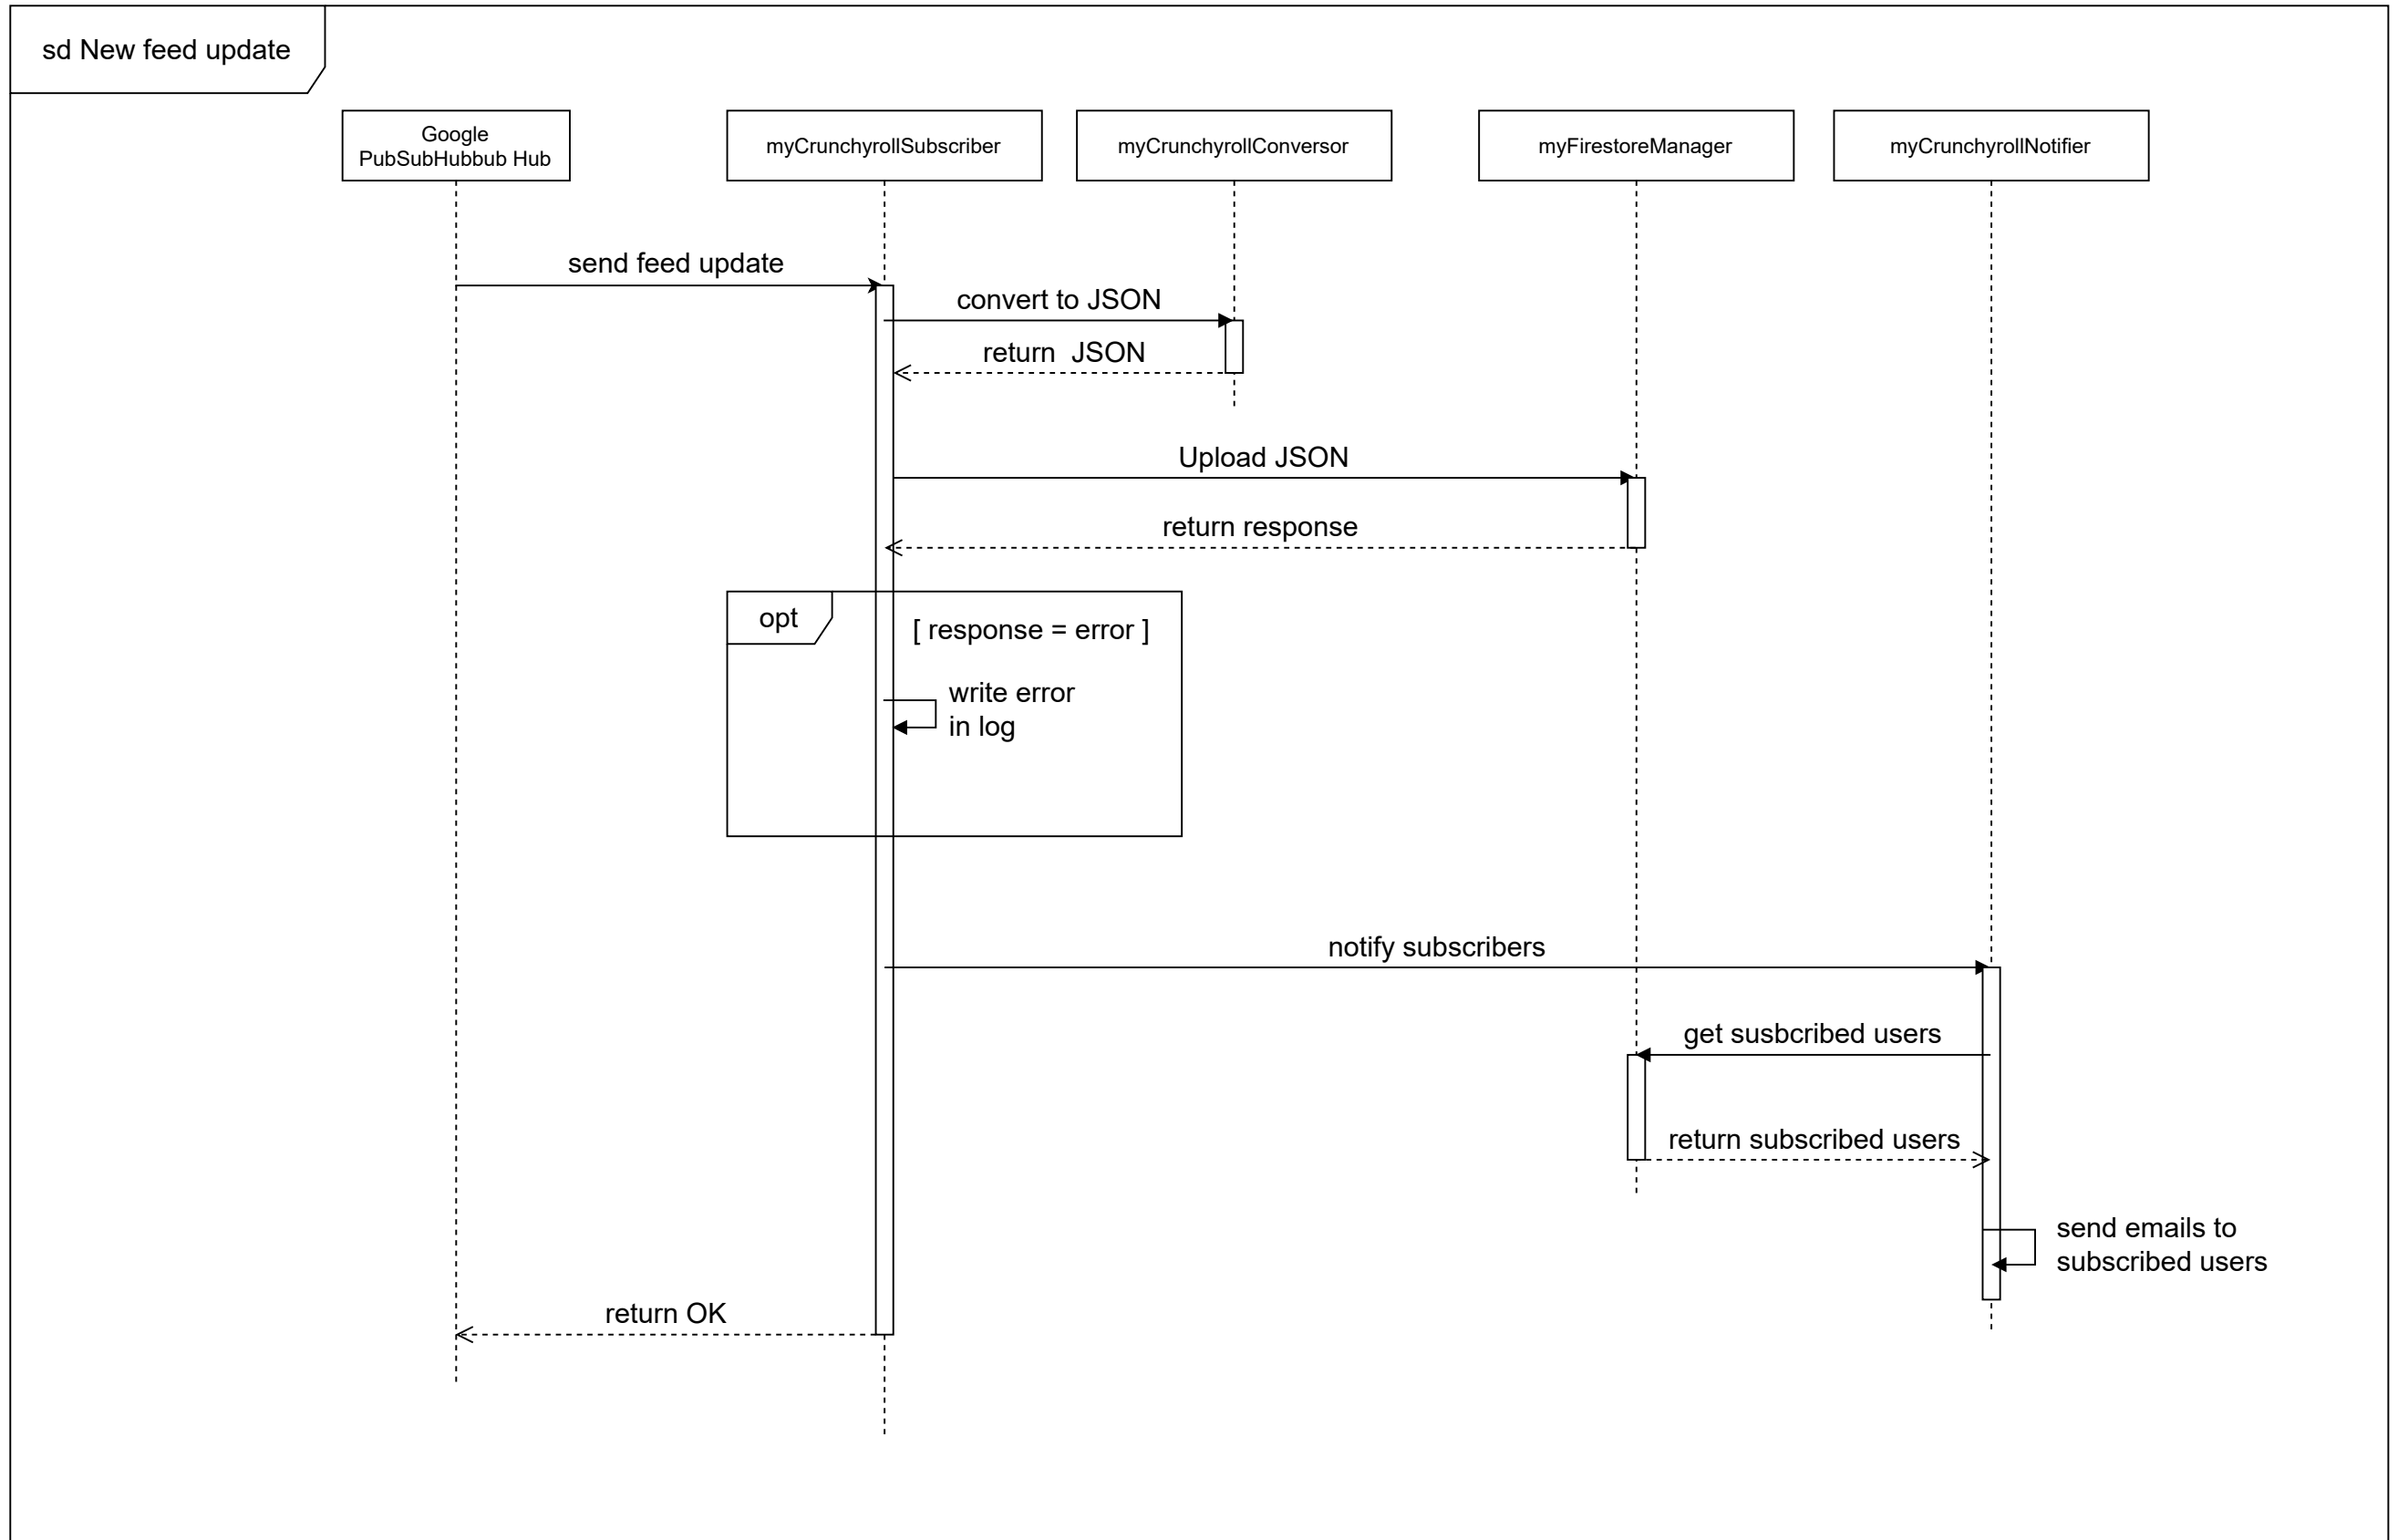 sd New feed update
Google
PubSubHubbub Hub
myCrunchyrollSubscriber
myCrunchyrollConversor
myFirestoreManager
myCrunchyrollNotifier
send feed update
convert to JSON
return  JSON
Upload JSON
return response
opt
[ response = error ]
write error
in log
notify subscribers
get susbcribed users
return subscribed users
send emails to
subscribed users
return OK